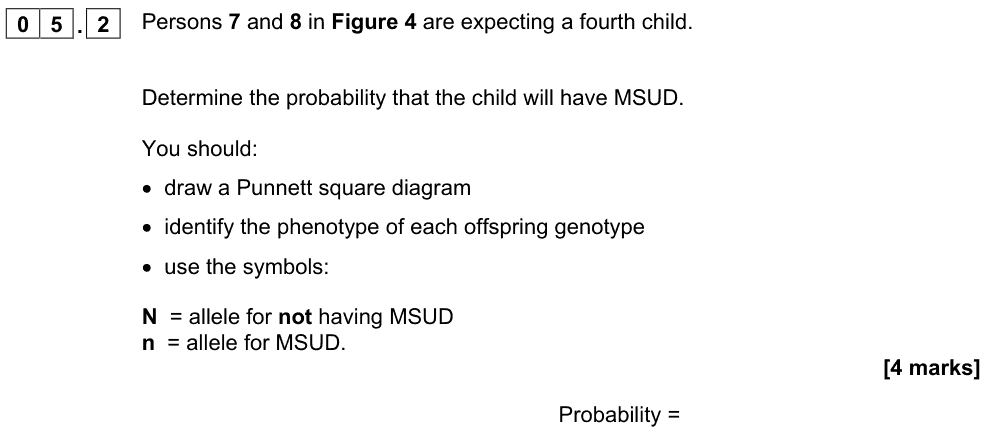 0 5 . 2 Persons 7 and 8 in Figure 4 are expecting a fourth child.
Determine the probability that the child will have MSUD.
You should:
• draw a Punnett square diagram
• identify the phenotype of each offspring genotype
• use the symbols:
N = allele for not having MSUD
n = allele for MSUD.
[4 marks]
Probability =